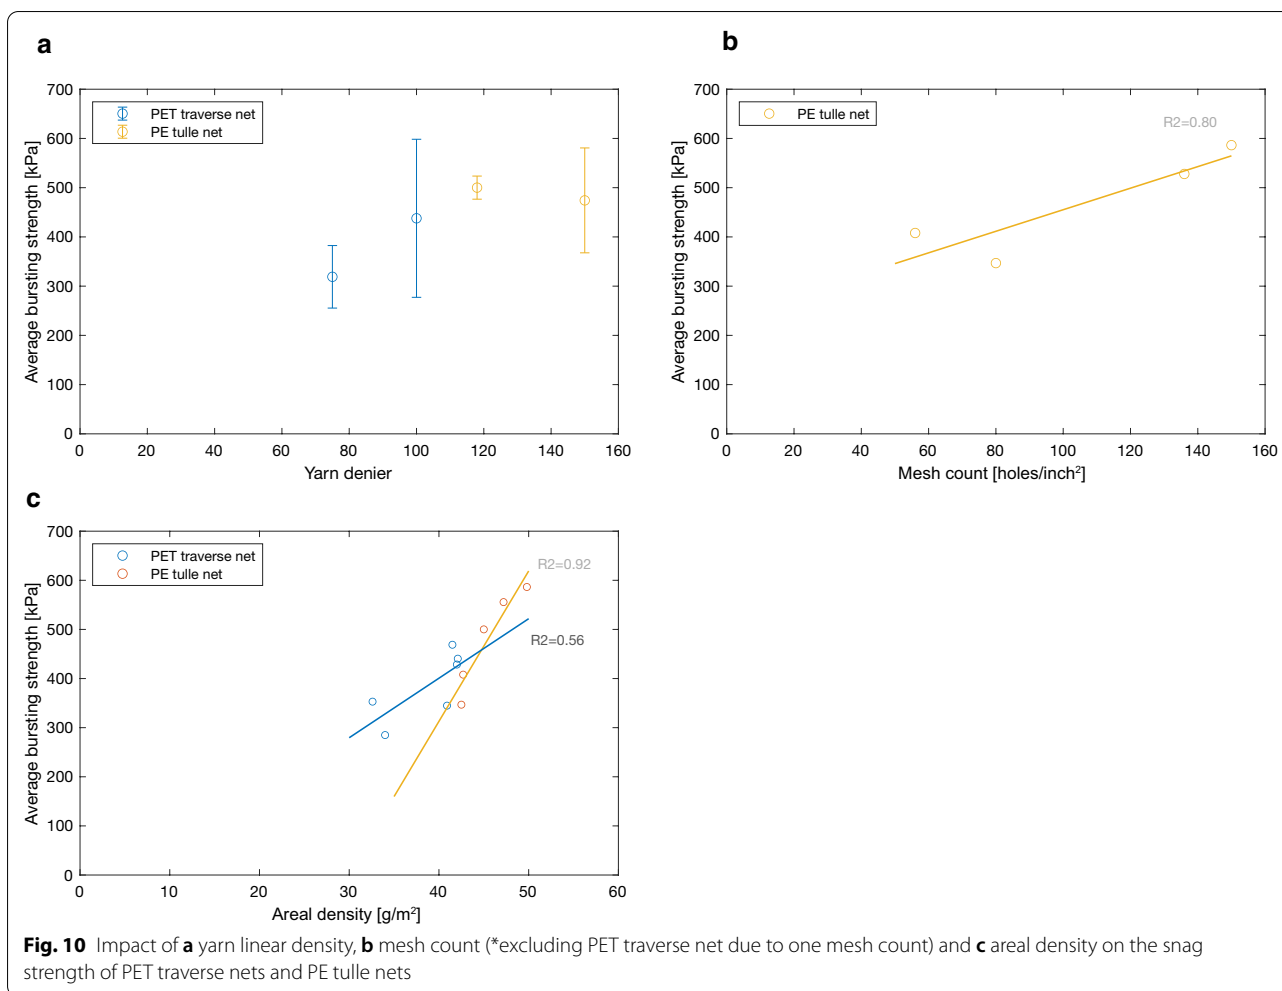 a
700
600
500
400
300
200
100
0
Average bursting strength [kPa]
PET traverse net
PE tulle net
0 20 40 60 80 100 120 140 160
Yarn denier
b
700
600
500
400
300
200
100
0
Average bursting strength [kPa]
PE tulle net
R2=0.80
0 20 40 60 80 100 120 140 160
Mesh count [holes/inch²]
c
700
600
500
400
300
200
100
0
Average bursting strength [kPa]
PET traverse net
PE tulle net
R2=0.92
R2=0.56
0 10 20 30 40 50 60
Areal density [g/m²]
Fig. 10 Impact of a yarn linear density, b mesh count (*excluding PET traverse net due to one mesh count) and c areal density on the snag
strength of PET traverse nets and PE tulle nets